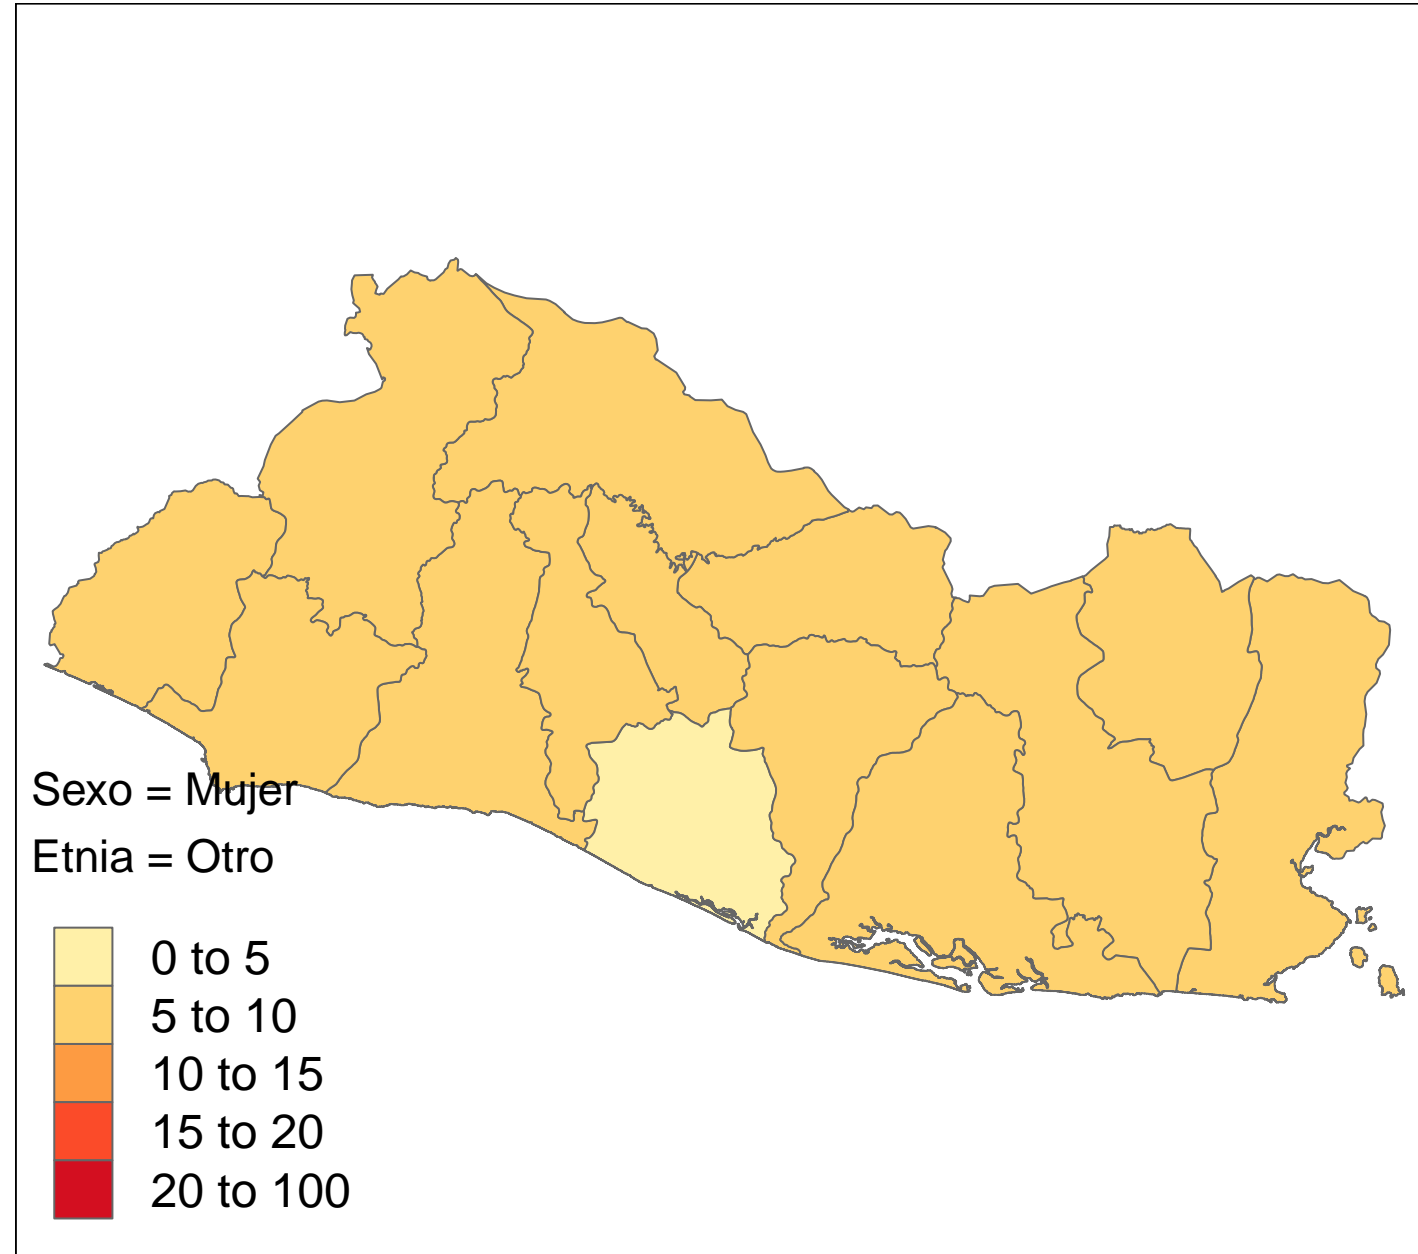 Sexo = Mujer
Etnia = Otro
0 to 5
5 to 10
10 to 15
15 to 20
20 to 100